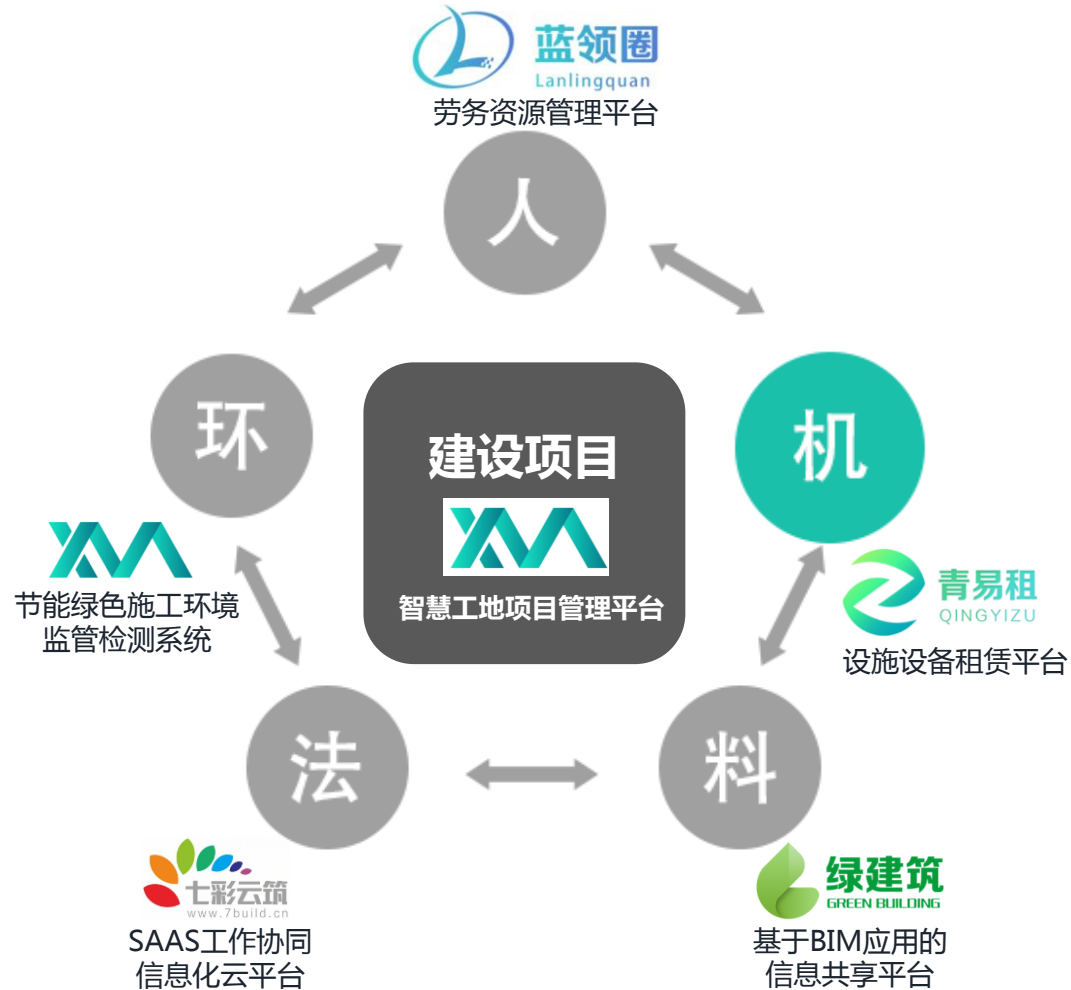 蓝领圈
Lanlingquan
劳务资源管理平台
人
环
机
建设项目
智慧工地项目管理平台
节能绿色施工环境
监管检测系统
青易租
QINGYIZU
设施设备租赁平台
法
料
七彩云筑
www.7build.cn
SAAS工作协同
信息化云平台
绿建筑
GREEN BUILDING
基于BIM应用的
信息共享平台